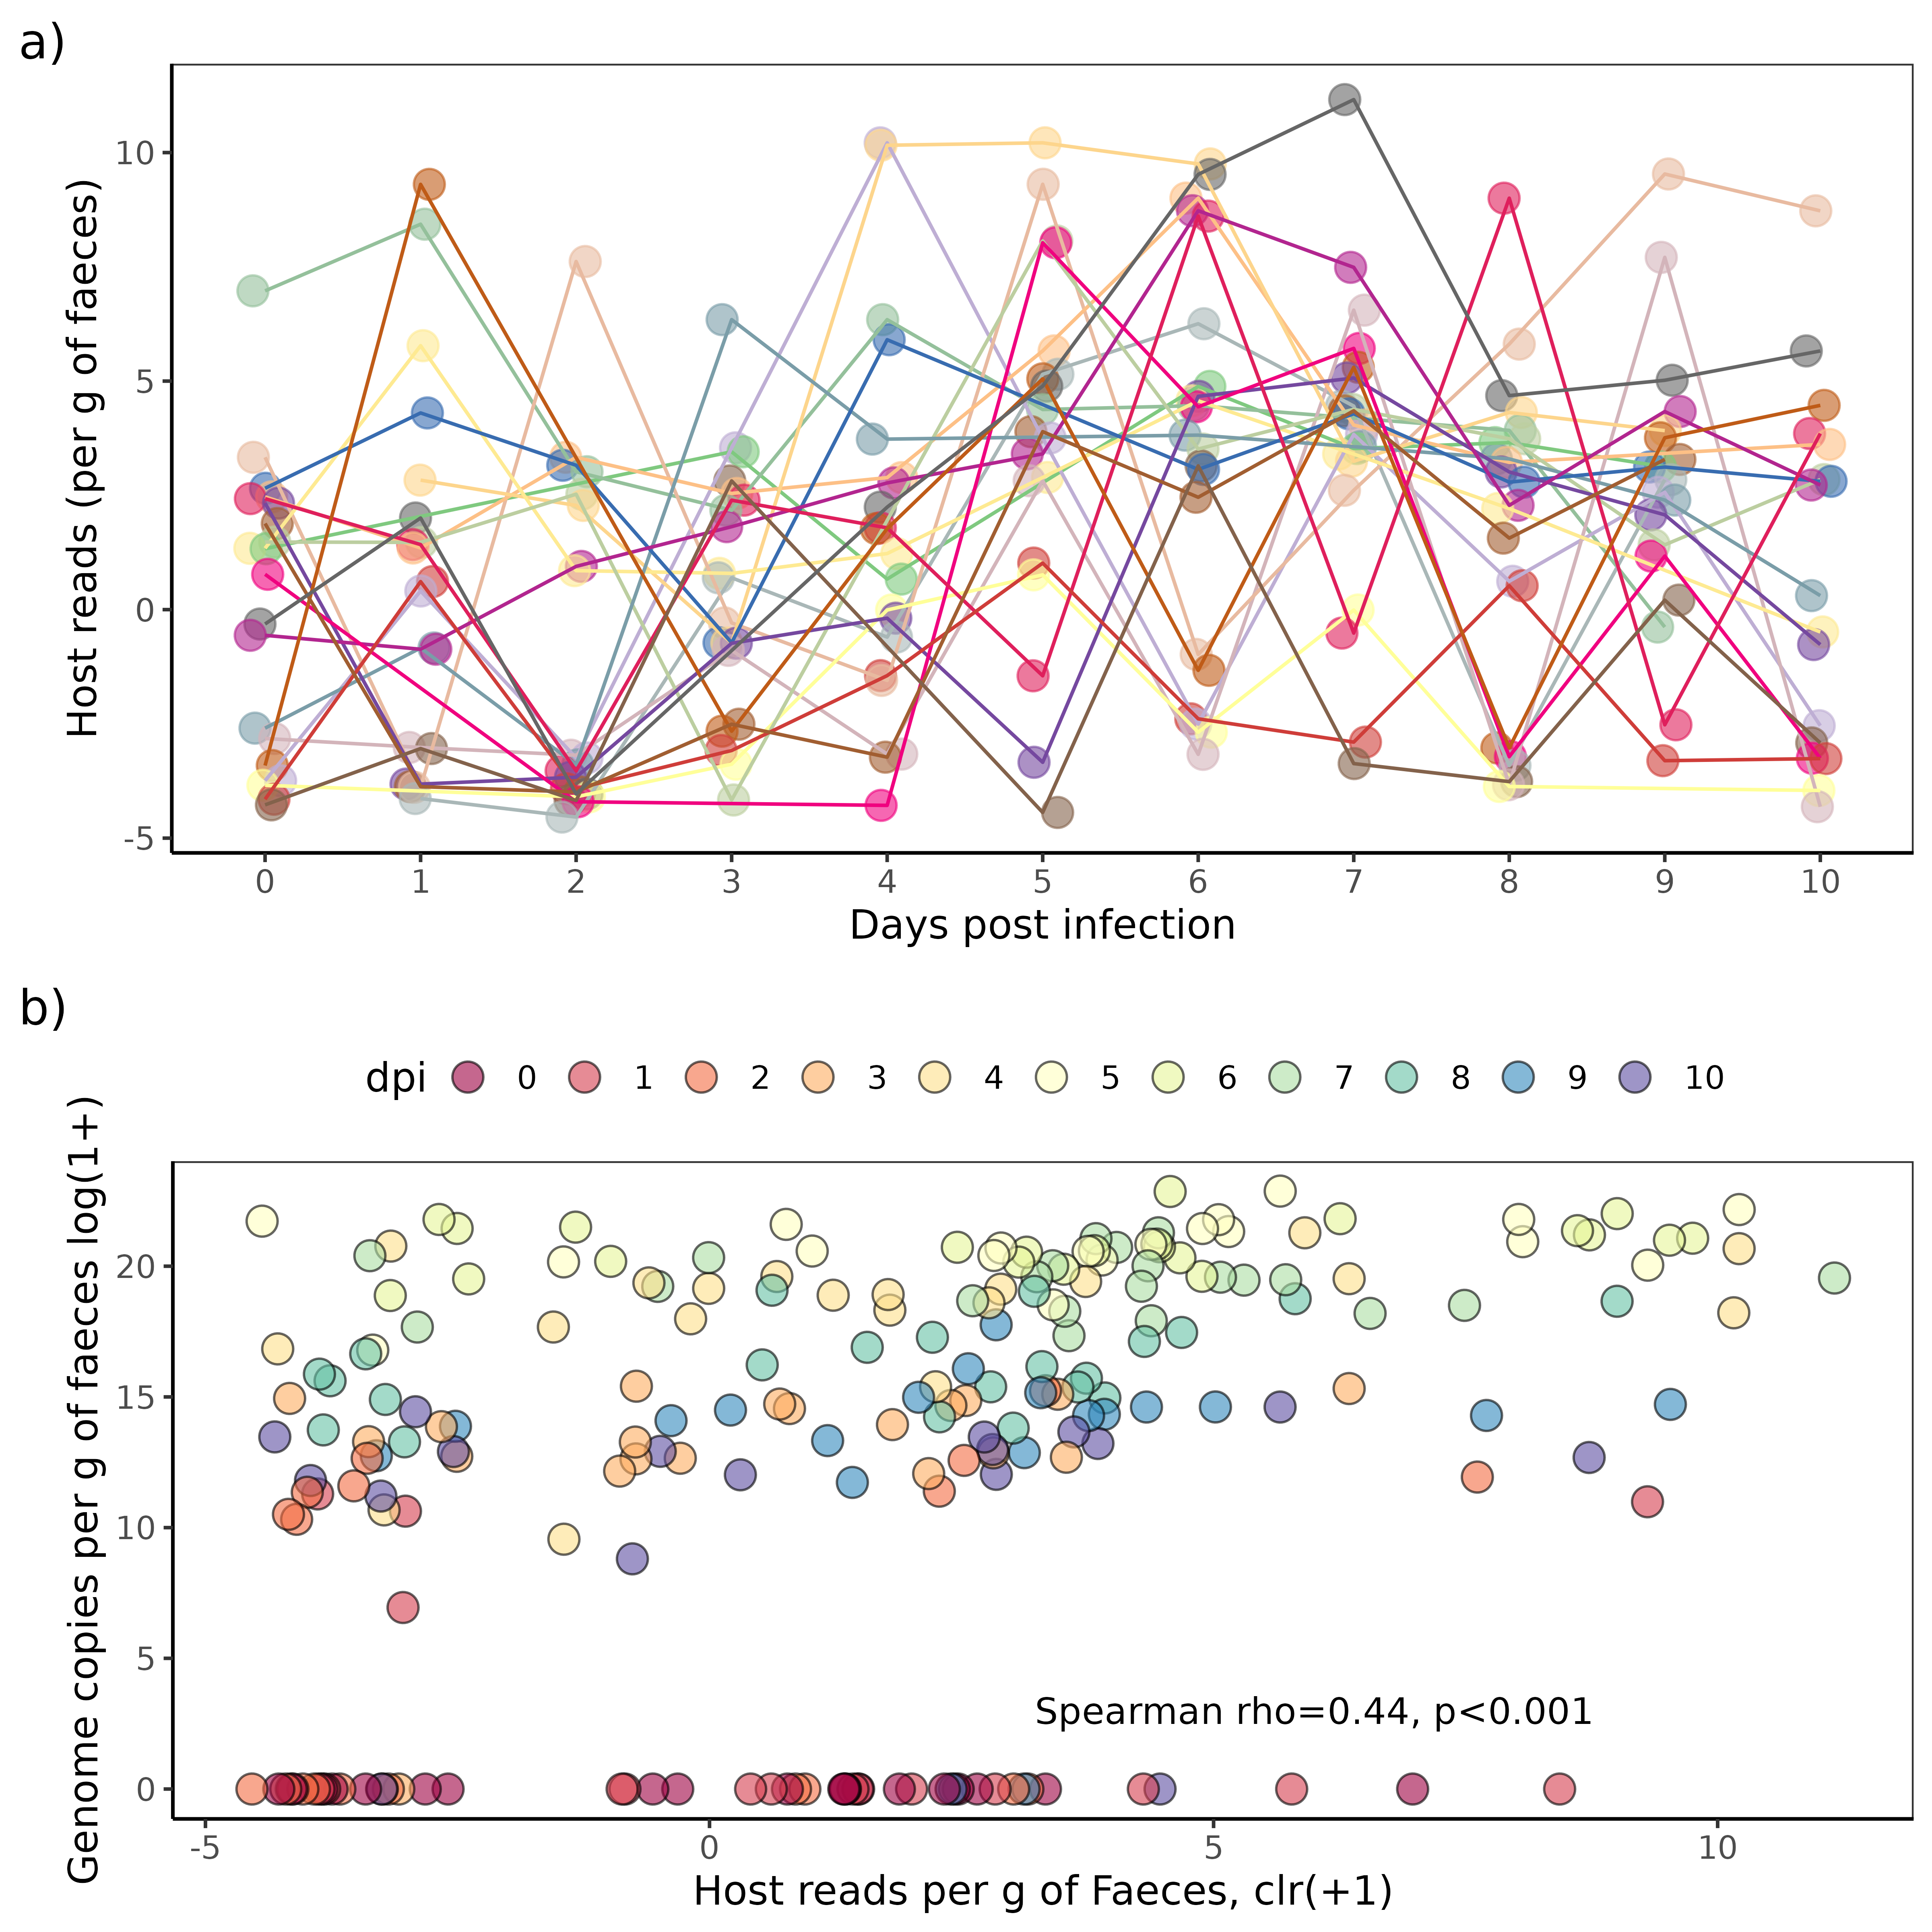 a)
Host reads (per g of faeces)
10
5
0
-5
0 1 2 3 4 5 6 7 8 9 10
Days post infection
b)
dpi 0 1 2 3 4 5 6 7 8 9 10
Genome copies per g of faeces log(1+)
20
15
10
5
0
Spearman rho=0.44, p<0.001
-5 0 5 10
Host reads per g of Faeces, clr(+1)